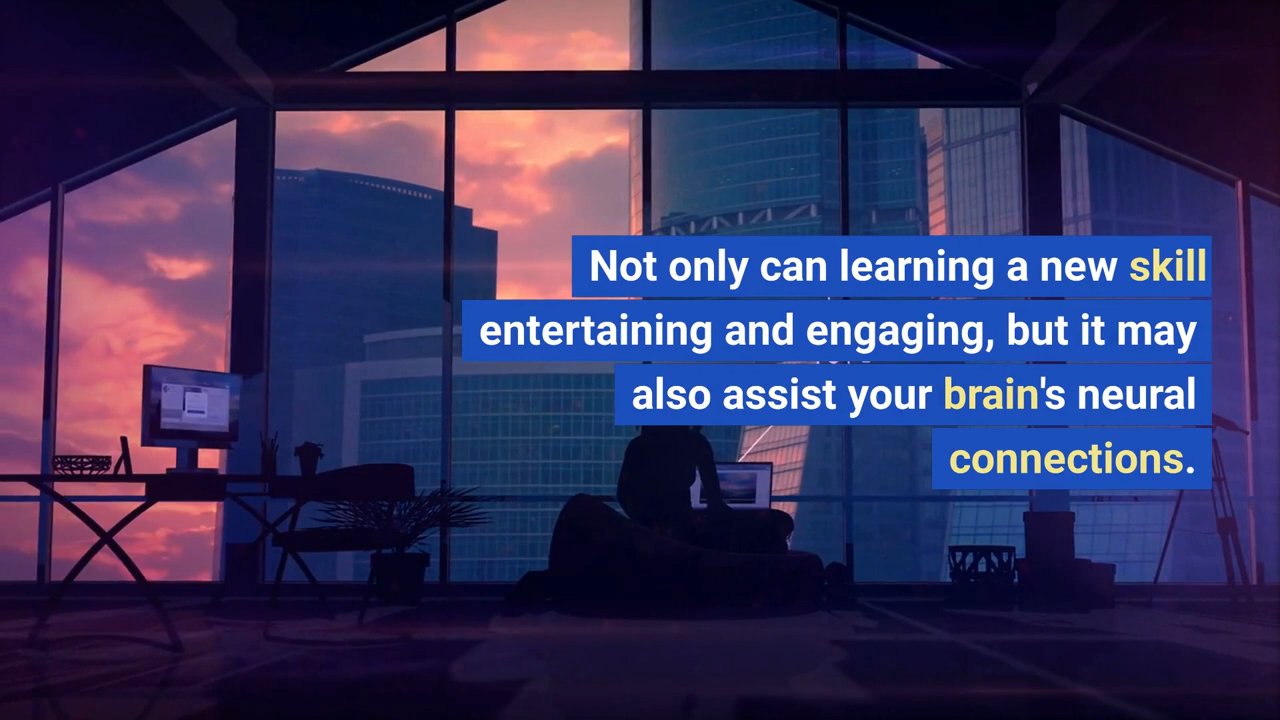 Not only can learning a new skill
entertaining and engaging, but it may
also assist your brain's neural
connections.